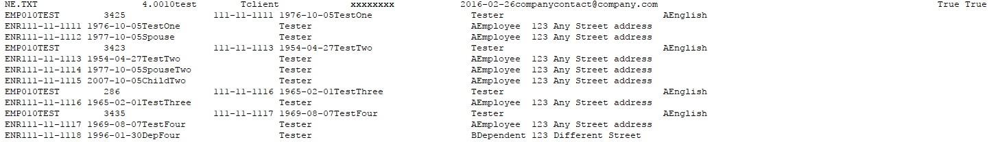 NE.TXT 4.0010test Tclient xxxxxxxx 2016-02-26companycontact@company.com True True
EMP010TEST 3425 111-11-1111 1976-10-05TestOne Tester AEnglish
ENR111-11-1111 1976-10-05TestOne Tester AEmployee 123 Any Street address
ENR111-11-1112 1977-10-05Spouse Tester AEmployee 123 Any Street address
EMP010TEST 3423 111-11-1113 1954-04-27TestTwo Tester AEnglish
ENR111-11-1113 1954-04-27TestTwo Tester AEmployee 123 Any Street address
ENR111-11-1114 1977-10-05SpouseTwo Tester AEmployee 123 Any Street address
ENR111-11-1115 2007-10-05ChildTwo Tester AEmployee 123 Any Street address
EMP010TEST 286 111-11-1116 1965-02-01TestThree Tester AEnglish
ENR111-11-1116 1965-02-01TestThree Tester AEmployee 123 Any Street address
EMP010TEST 3435 111-11-1117 1969-08-07TestFour Tester AEnglish
ENR111-11-1117 1969-08-07TestFour Tester AEmployee 123 Any Street address
ENR111-11-1118 1996-01-30DepFour Tester BDependent 123 Different Street